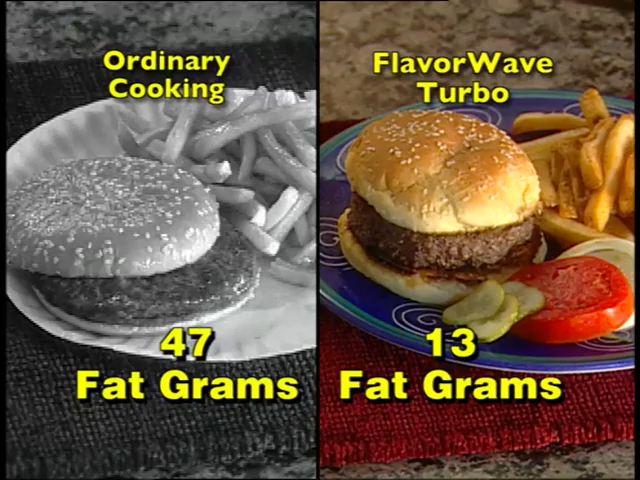 Ordinary
Cooking
FlavorWave
Turbo
47
Fat Grams
13
Fat Grams